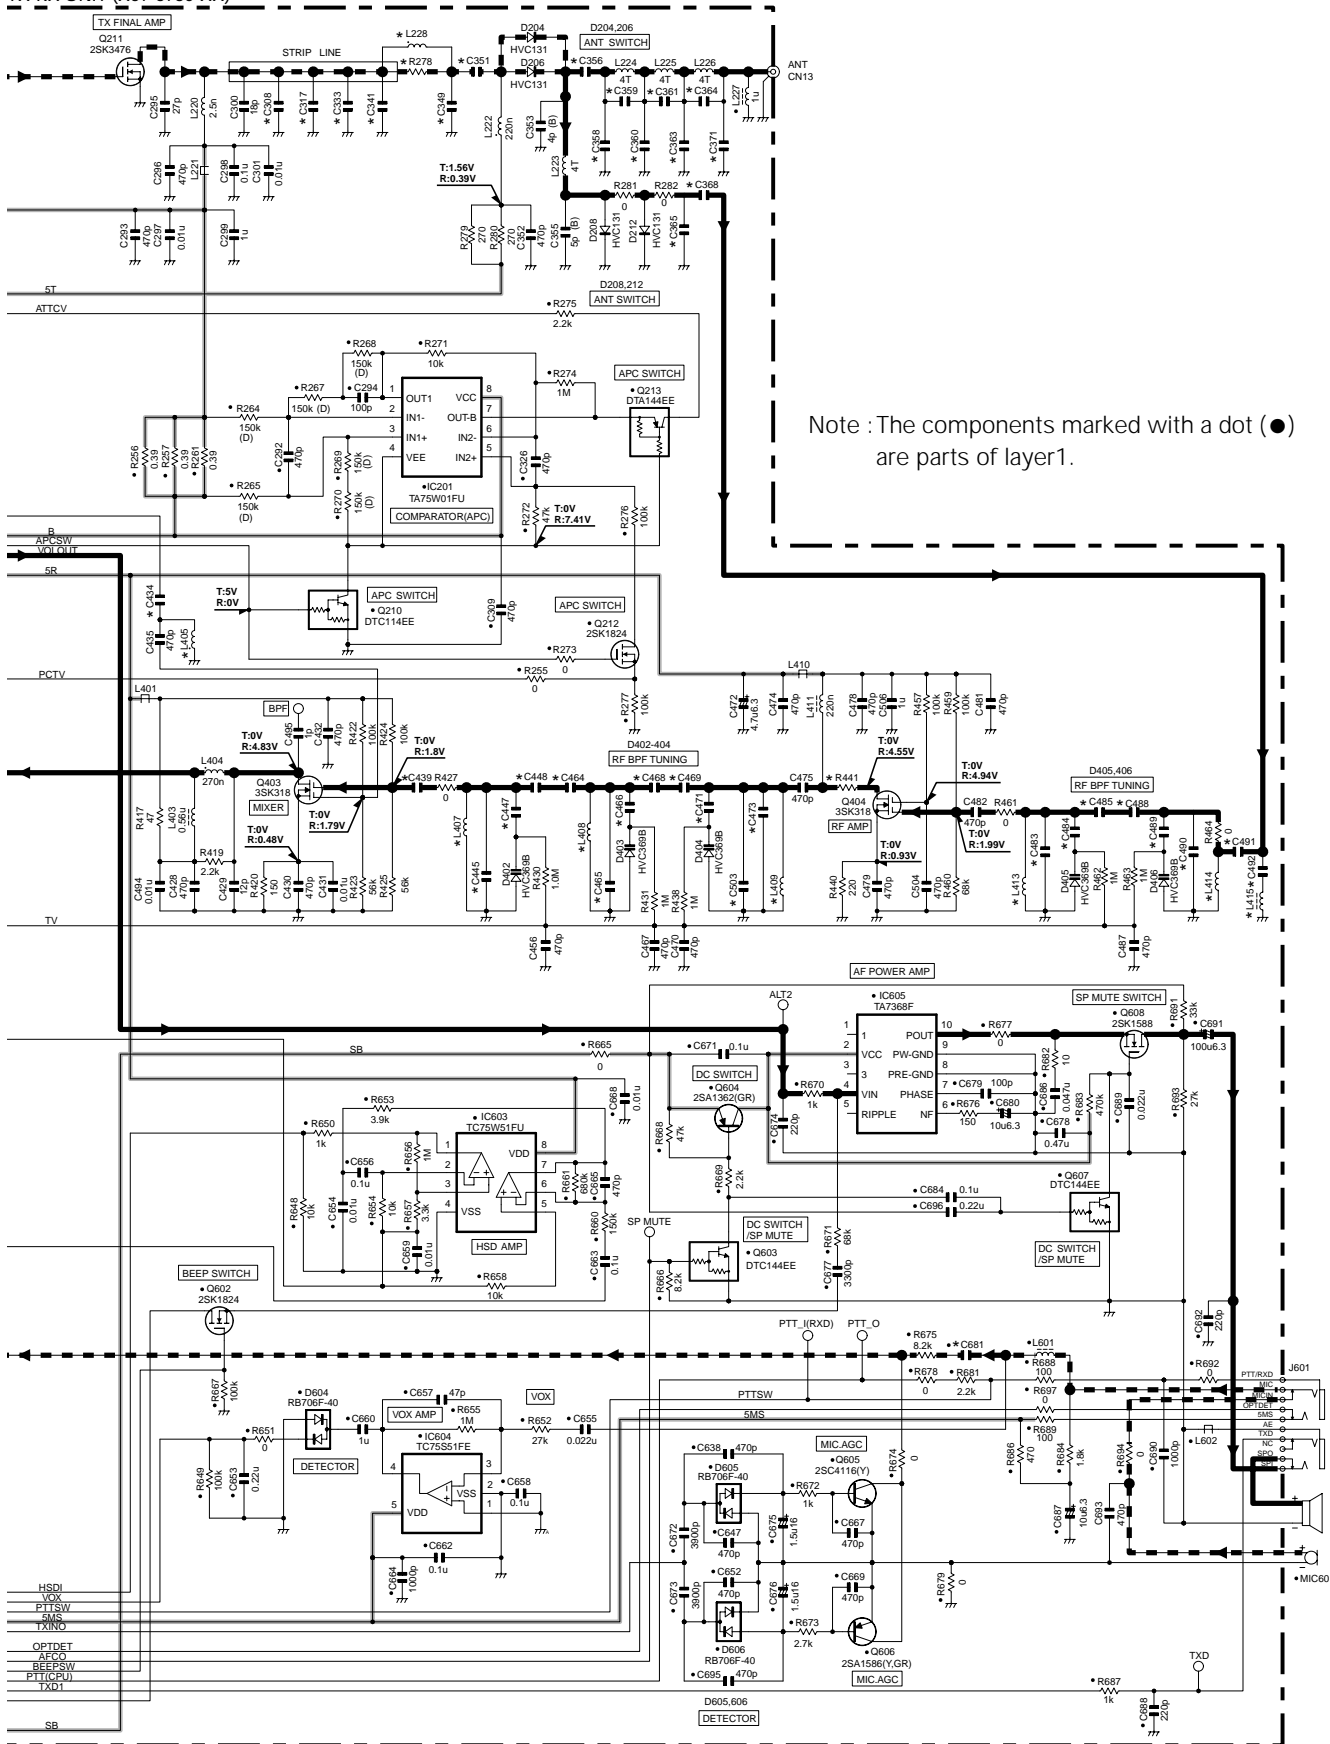 TX FINAL AMP
Q211
2SK3476
STRIP LINE
* L228
* R278
* C351
D204
HVC131
D206
HVC131
D204,206
ANT SWITCH
* C356
L224
4T
L225
4T
L226
4T
* C359
* C361
* C364
ANT
CN13
* L227
1u
C295
27p
L220
2.5n
C300
18p
* C308
* C317
* C333
* C341
* C349
L222
220n
C353
4p (B)
* C358
* C360
* C363
* C371
C296
470p
L221
C298
0.1u
C301
0.01u
L223
4T
T:1.56V
R:0.39V
R281
0
R282
0
* C368
C293
470p
C297
0.01u
C299
1u
R279
270
R280
270
C352
470p
C355
5p (B)
D208
HVC131
D212
HVC131
* C365
5T
ATTCV
D208,212
ANT SWITCH
• R275
2.2k
• R268
150k
(D)
• R271
10k
• R274
1M
APC SWITCH
• Q213
DTA144EE
• R267
150k (D)
• C294
100p
1 OUT1
2 IN1-
3 IN1+
4 VEE
8 VCC
7 OUT-B
6 IN2-
5 IN2+
•IC201
TA75W01FU
COMPARATOR(APC)
• R264
150k
(D)
• R256
0.39
• R257
0.39
• R261
0.39
• C292
470p
• R269
150k
(D)
• R270
150k
(D)
• R265
150k
(D)
• C326
470p
• R272
47k
T:0V
R:7.41V
• R276
100k
Note : The components marked with a dot (●)
are parts of layer1.
B
APCSW
VOLOUT
5R
* C434
C435
470p
* L405
T:5V
R:0V
APC SWITCH
• Q210
DTC114EE
• C309
470p
APC SWITCH
Q212
2SK1824
• R273
0
• R255
0
• R277
100k
PCTV
L401
BPF
C495
1p
C432
470p
R422
100k
R424
100k
T:0V
R:4.83V
T:0V
R:1.8V
L404
270n
Q403
3SK318
MIXER
T:0V
R:1.79V
T:0V
R:0.48V
R417
47
L403
0.56u
R419
2.2k
C494
0.01u
C428
470p
C429
12p
R420
150
C430
470p
C431
0.01u
R423
56k
R425
56k
*C439
R427
0
* L407
* C445
* C447
* C448
* C464
D402
HVC369B
R430
1.0M
D402-404
RF BPF TUNING
* L408
* C465
* C466
* C468
* C469
D403
HVC369B
R431
1M
R438
1M
* C471
D404
HVC369B
* C473
* C503
* L409
C475
470p
C456
470p
C467
470p
C470
470p
L410
C472
4.7u6.3
C474
470p
L411
220n
C478
470p
C506
1u
R457
100k
R459
100k
C481
470p
* R441
T:0V
R:4.55V
T:0V
R:4.94V
Q404
3SK318
RF AMP
T:0V
R:0.93V
C482
470p
T:0V
R:1.99V
R461
0
R440
220
C479
470p
C504
470p
R460
68k
D405,406
RF BPF TUNING
* L413
* C483
* C484
* C485
* C488
D405
HVC369B
R462
1M
R463
1M
* C489
D406
HVC369B
* C490
R464
0
* C491
* L414
* C492
* L415
C487
470p
TV
AF POWER AMP
ALT2
• IC605
TA7368F
1 1
2 VCC
3 3
4 VIN
5 RIPPLE
10 POUT
9 PW-GND
8 PRE-GND
7 PHASE
6 NF
• R677
0
SP MUTE SWITCH
• Q608
2SK1588
• R691
33k
• C691
100u6.3
SB
• R665
0
• C671
0.1u
DC SWITCH
• Q604
2SA1362(GR)
• R670
1k
• C674
220p
• C679
100p
• R676
150
• C680
10u6.3
• R682
10
• C686
0.047u
• C678
0.47u
• R683
470k
• C689
0.022u
• R693
27k
• C668
0.01u
• R653
3.9k
• R650
1k
• IC603
TC75W51FU
1
2
3
4 VSS
8 VDD
7
6
5
HSD AMP
• R656
1M
• C656
0.1u
• R648
10k
• C654
0.01u
• R654
10k
• R657
3.3k
• C659
0.01u
• R658
10k
• R661
680k
• C665
470p
• R660
150k
• C663
0.1u
• R668
47k
• R669
2.2k
SP MUTE
DC SWITCH
/SP MUTE
• Q603
DTC144EE
• R666
8.2k
• R671
68k
• C677
3300p
• C684
0.1u
• C696
0.22u
Q607
DTC144EE
DC SWITCH
/SP MUTE
BEEP SWITCH
• Q602
2SK1824
• R667
100k
• C692
220p
PTT_I(RXD)
PTT_O
• R675
8.2k
•*C681
•L601
R688
100
• R678
0
• R681
2.2k
• R697
0
• R689
100
• R692
0
J601
PTT/RXD
MIC
MICIN
OPTDET
5MS
AE
TXD
NC
SPO
SPI
PTTSW
5MS
• L602
• D604
RB706F-40
DETECTOR
• R651
0
• R649
100k
• C653
0.22u
• C660
1u
• C657
47p
VOX AMP
VOX
• R655
1M
• R652
27k
• C655
0.022u
• IC604
TC75S51FE
4
5 VDD
3
2 VSS
1
• C658
0.1u
• C662
0.1u
• C664
1000p
• C638
470p
• D605
RB706F-40
MIC.AGC
• Q605
2SC4116(Y)
• R674
0
• R672
1k
• C672
3900p
• C647
470p
• C675
1.5u16
• C667
470p
• C673
3900p
• C652
470p
• C676
1.5u16
• C669
470p
• D606
RB706F-40
• R673
2.7k
• Q606
2SA1586(Y,GR)
MIC.AGC
• C695
470p
D605,606
DETECTOR
• R679
0
• R686
470
• R684
1.8k
• C687
10u6.3
• R694
0
• C693
470p
• C690
1000p
•MIC60
HSDI
VOX
PTTSW
5MS
TXINO
OPTDET
AFCO
BEEPSW
PTT(CPU)
TXD1
SB
• R687
1k
TXD
• C688
220p